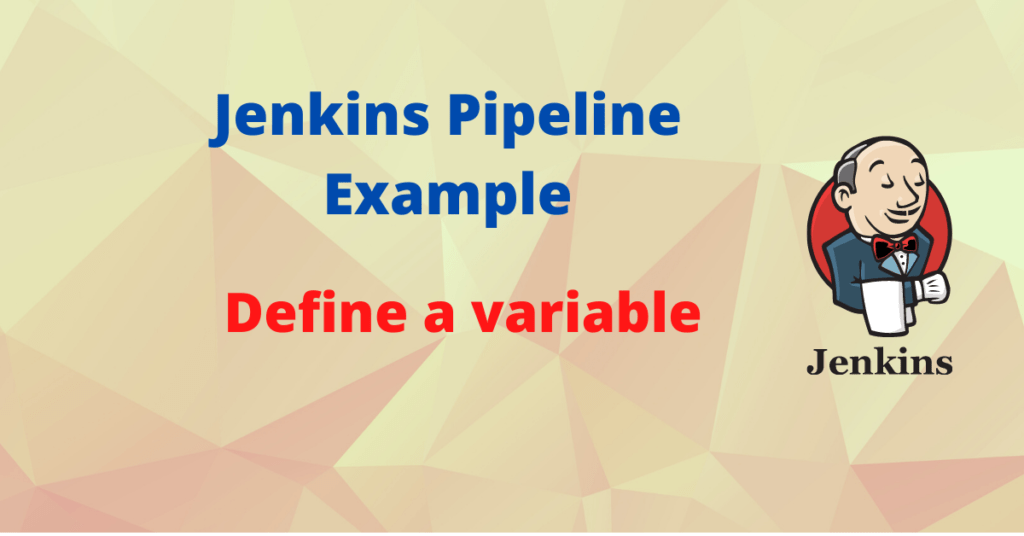 Jenkins Pipeline
Example
Define a variable
Jenkins